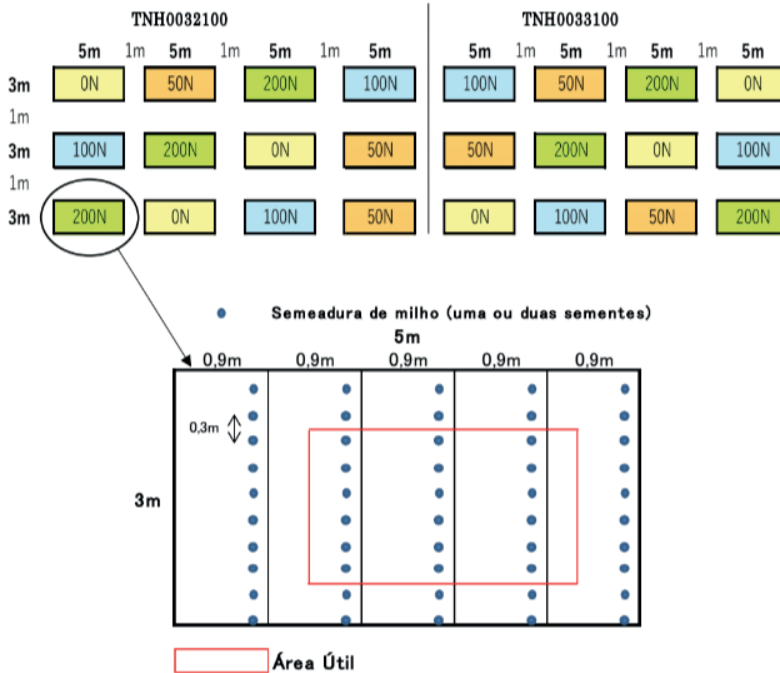 TNH0032100 TNH0033100
5m 1m 5m 1m 5m 1m 5m 5m 1m 5m 1m 5m 1m 5m
3m 0N 50N 200N 100N 100N 50N 200N 0N
1m
3m 100N 200N 0N 50N 50N 200N 0N 100N
1m
3m 200N 0N 100N 50N 0N 100N 50N 200N
Semeadura de milho (uma ou duas sementes)
5m
0,9m 0,9m 0,9m 0,9m 0,9m
0,3m
3m
Área Útil